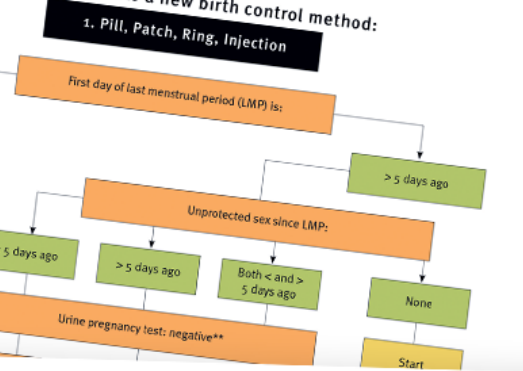 a new birth control method:
1. Pill, Patch, Ring, Injection
First day of last menstrual period (LMP) is:
> 5 days ago
Unprotected sex since LMP:
5 days ago
> 5 days ago
Both < and >
5 days ago
None
Urine pregnancy test: negative**
Start